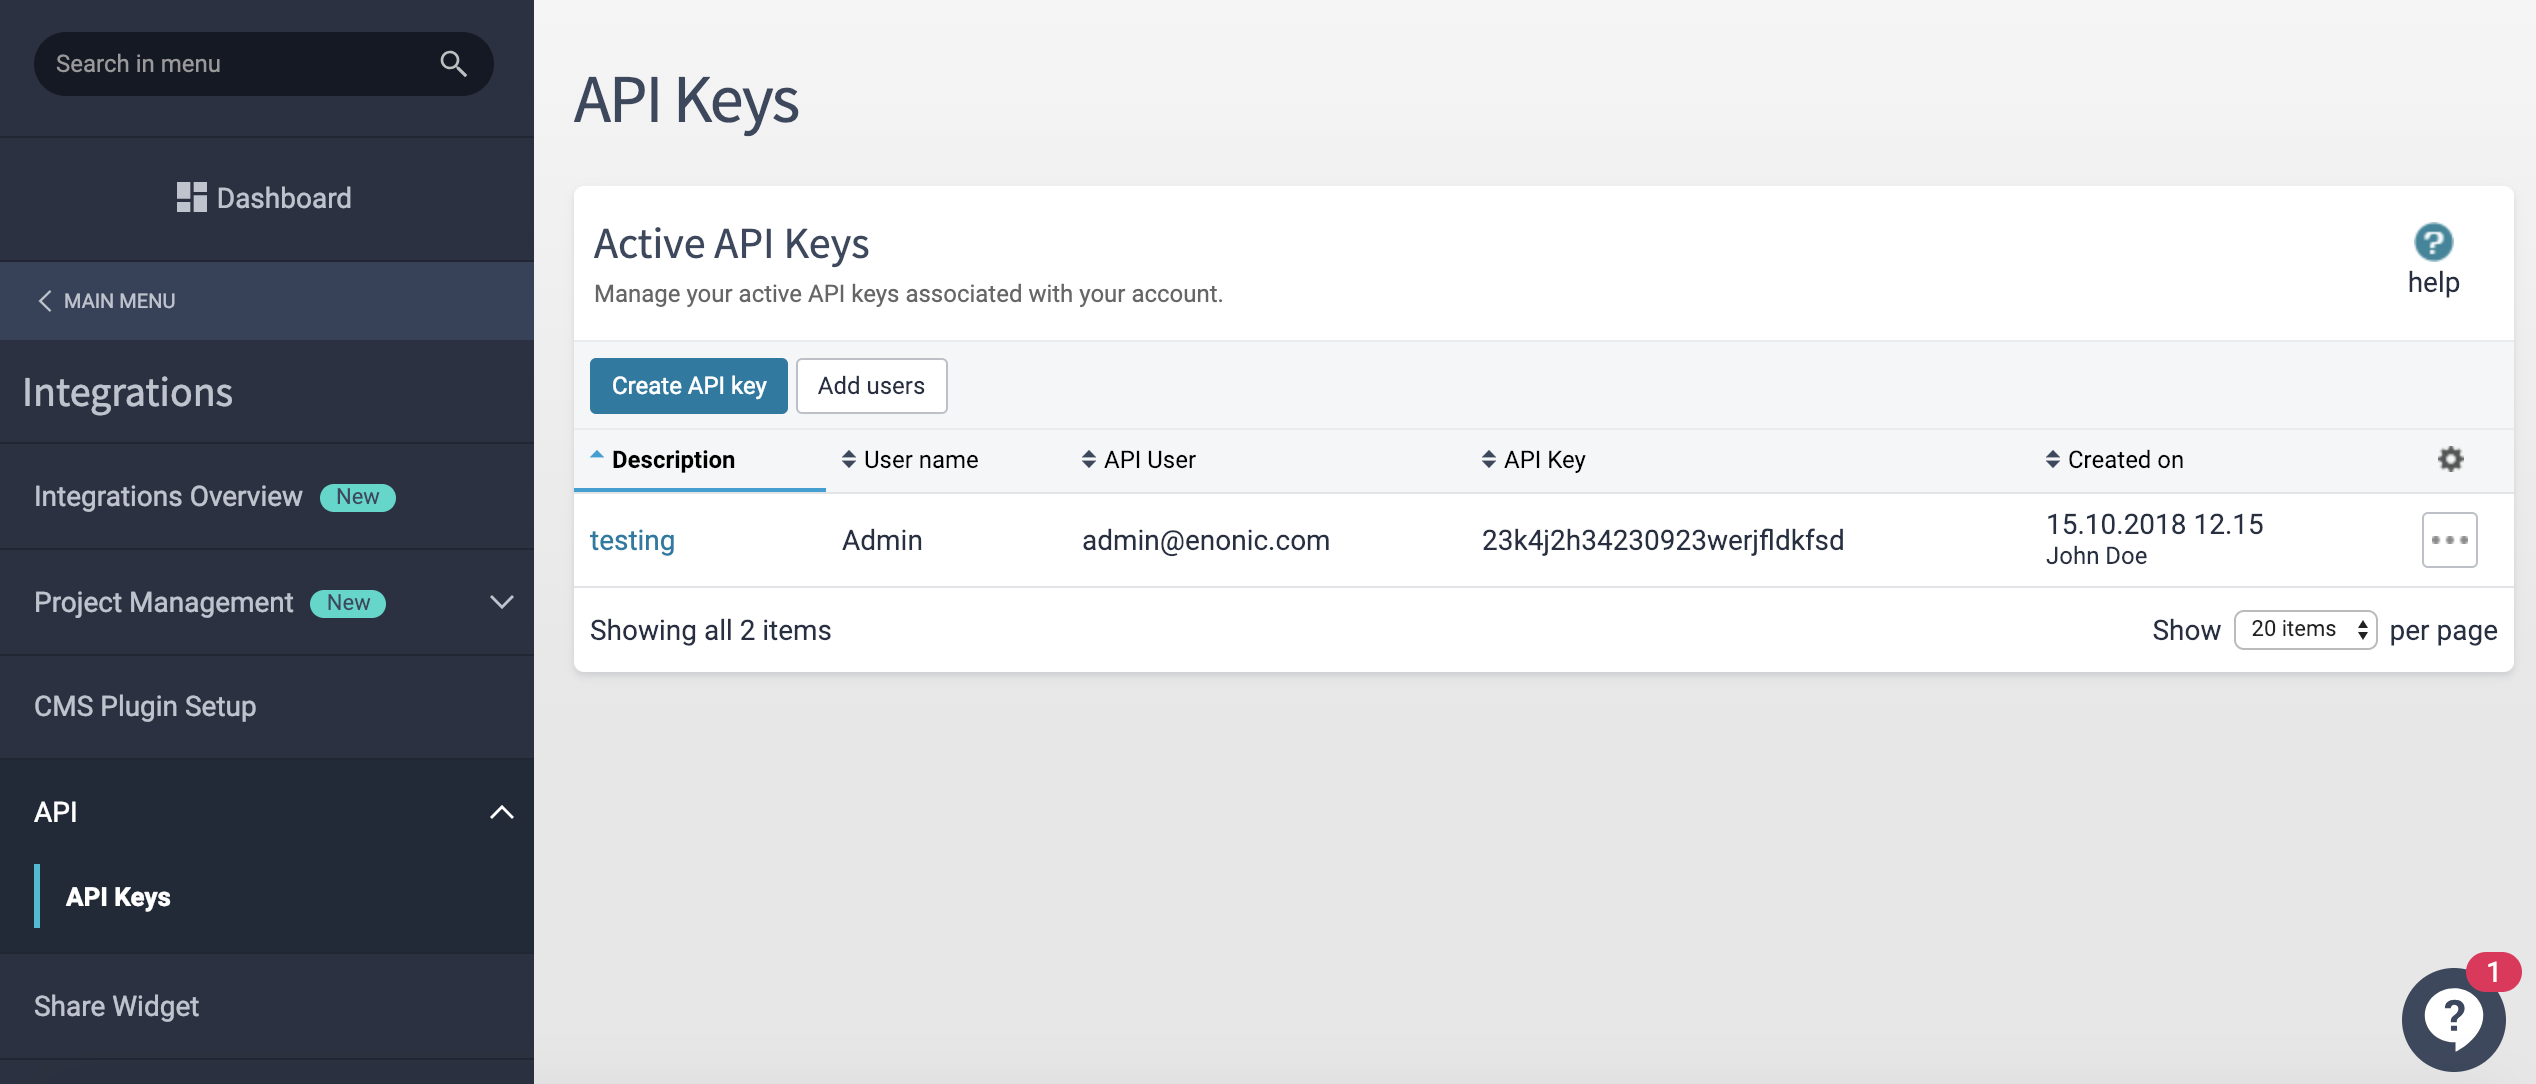 Search in menu
Dashboard
MAIN MENU
Integrations
Integrations Overview New
Project Management New
CMS Plugin Setup
API
API Keys
Share Widget
API Keys
Active API Keys
Manage your active API keys associated with your account.
? help
Create API key Add users
Description User name API User API Key Created on
testing Admin admin@enonic.com 23k4j2h34230923werjfldkfsd 15.10.2018 12.15
John Doe
Showing all 2 items Show 20 items per page
1
?